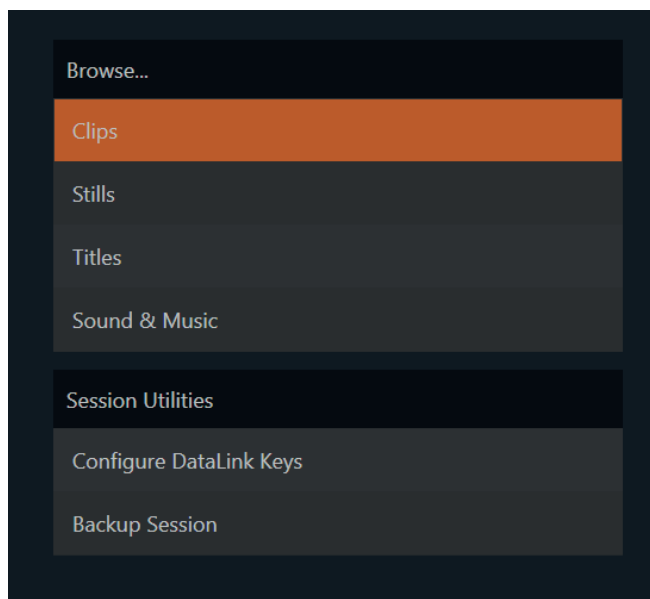 Browse...
Clips
Stills
Titles
Sound & Music
Session Utilities
Configure DataLink Keys
Backup Session